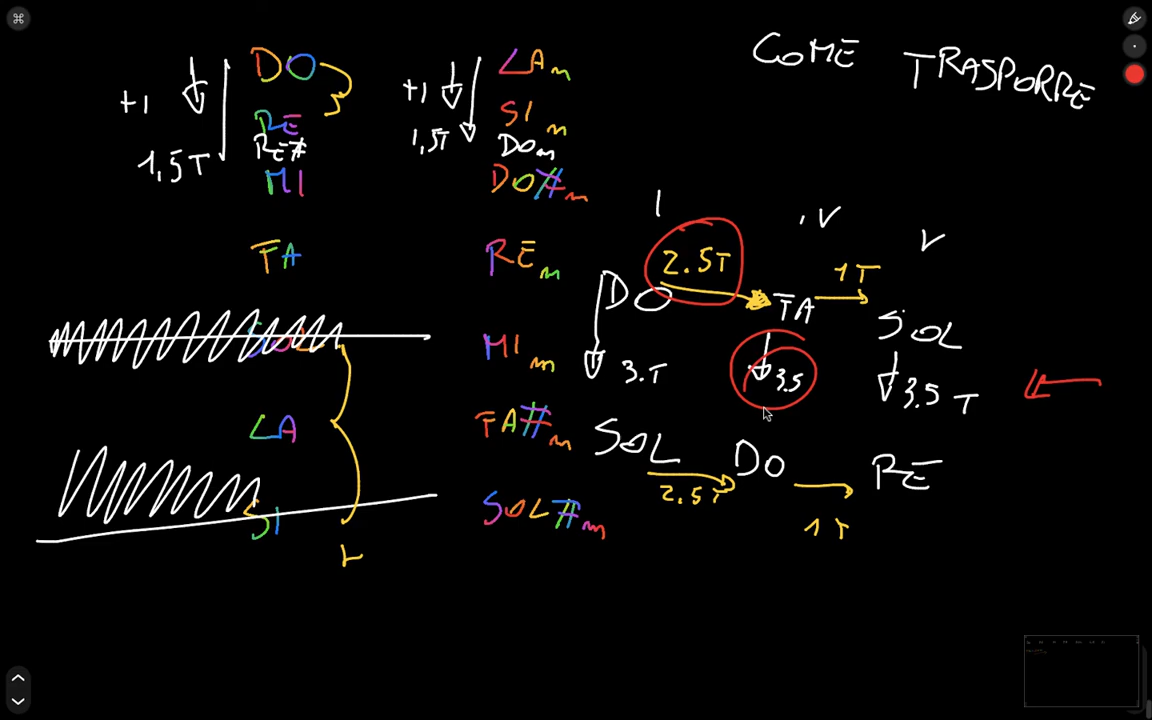 COME TRASPORRE
DO
LAm
+1
+1
RE
SIm
1,5T
RE#
1,5T
DOm
MI
DO#m
I
IV
V
FA
REm
2.5T
1T
DO
FA
SOL
MIm
3.T
3.5
3.5 T
LA
FA#m
SOL
DO
RE
2.5T
1T
SI
SOL#m